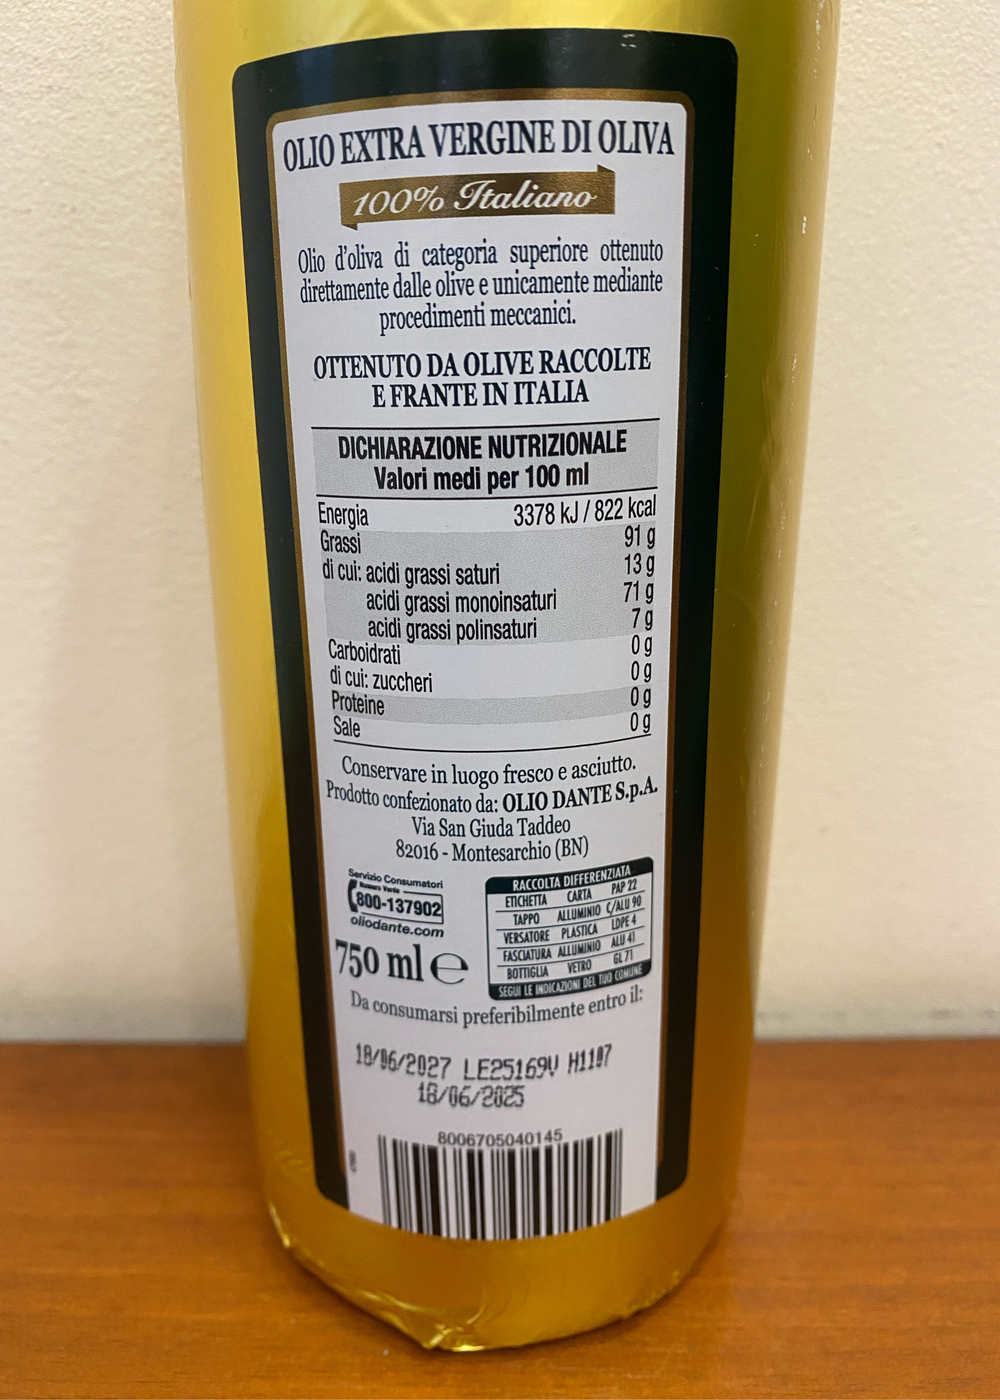 OLIO EXTRA VERGINE DI OLIVA
100% Italiano
Olio d'oliva di categoria superiore ottenuto
direttamente dalle olive e unicamente mediante
procedimenti meccanici.
OTTENUTO DA OLIVE RACCOLTE
E FRANTE IN ITALIA
DICHIARAZIONE NUTRIZIONALE
Valori medi per 100 ml
Energia 3378 kJ / 822 kcal
Grassi 91 g
di cui: acidi grassi saturi 13 g
acidi grassi monoinsaturi 71 g
acidi grassi polinsaturi 7 g
Carboidrati 0 g
di cui: zuccheri 0 g
Proteine 0 g
Sale 0 g
Conservare in luogo fresco e asciutto.
Prodotto confezionato da: OLIO DANTE S.p.A.
Via San Giuda Taddeo
82016 - Montesarchio (BN)
Servizio Consumatori
Numero Verde
800-137902
oliodante.com
750 ml ℮
RACCOLTA DIFFERENZIATA
ETICHETTA CARTA PAP 22
TAPPO ALLUMINIO C/ALU 90
VERSATORE PLASTICA LDPE 4
FASCIATURA ALLUMINIO ALU 41
BOTTIGLIA VETRO GL 71
SEGUI LE INDICAZIONI DEL TUO COMUNE
Da consumarsi preferibilmente entro il:
18/06/2027 LE25169V H1107
18/06/2025
8006705040145